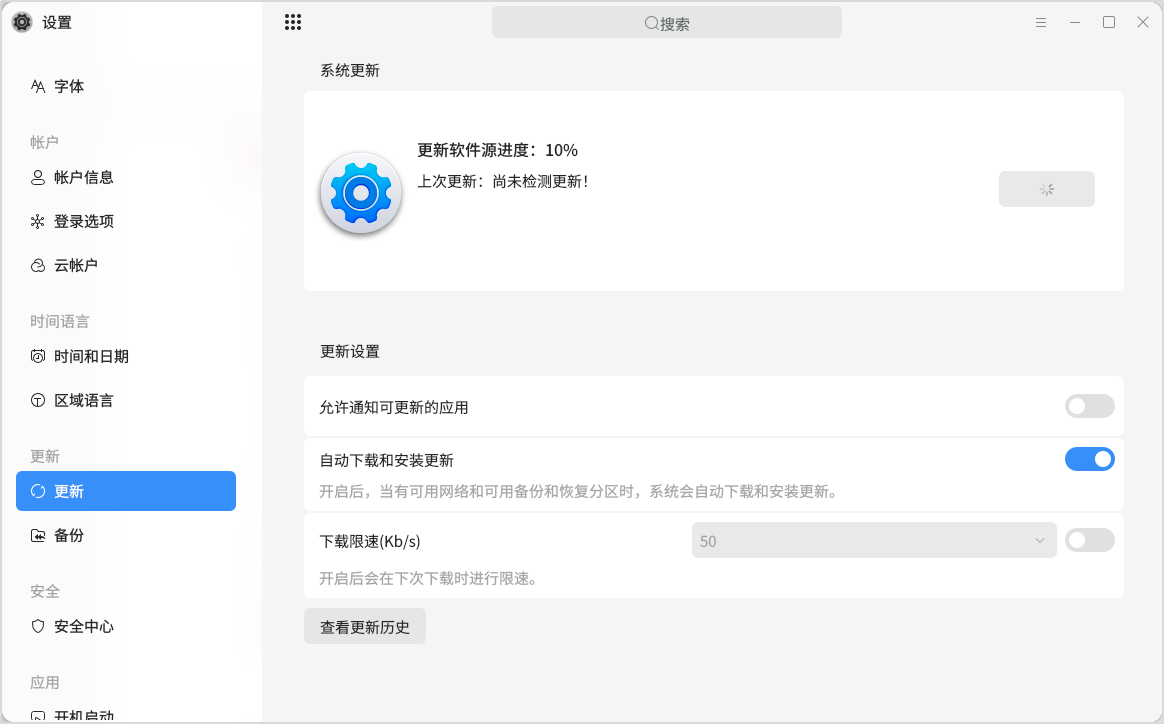 设置
搜索
字体
帐户
帐户信息
登录选项
云帐户
时间语言
时间和日期
区域语言
更新
更新
备份
安全
安全中心
应用
开机启动
系统更新
更新软件源进度：10%
上次更新：尚未检测更新！
更新设置
允许通知可更新的应用
自动下载和安装更新
开启后，当有可用网络和可用备份和恢复分区时，系统会自动下载和安装更新。
下载限速(Kb/s)
50
开启后会在下次下载时进行限速。
查看更新历史